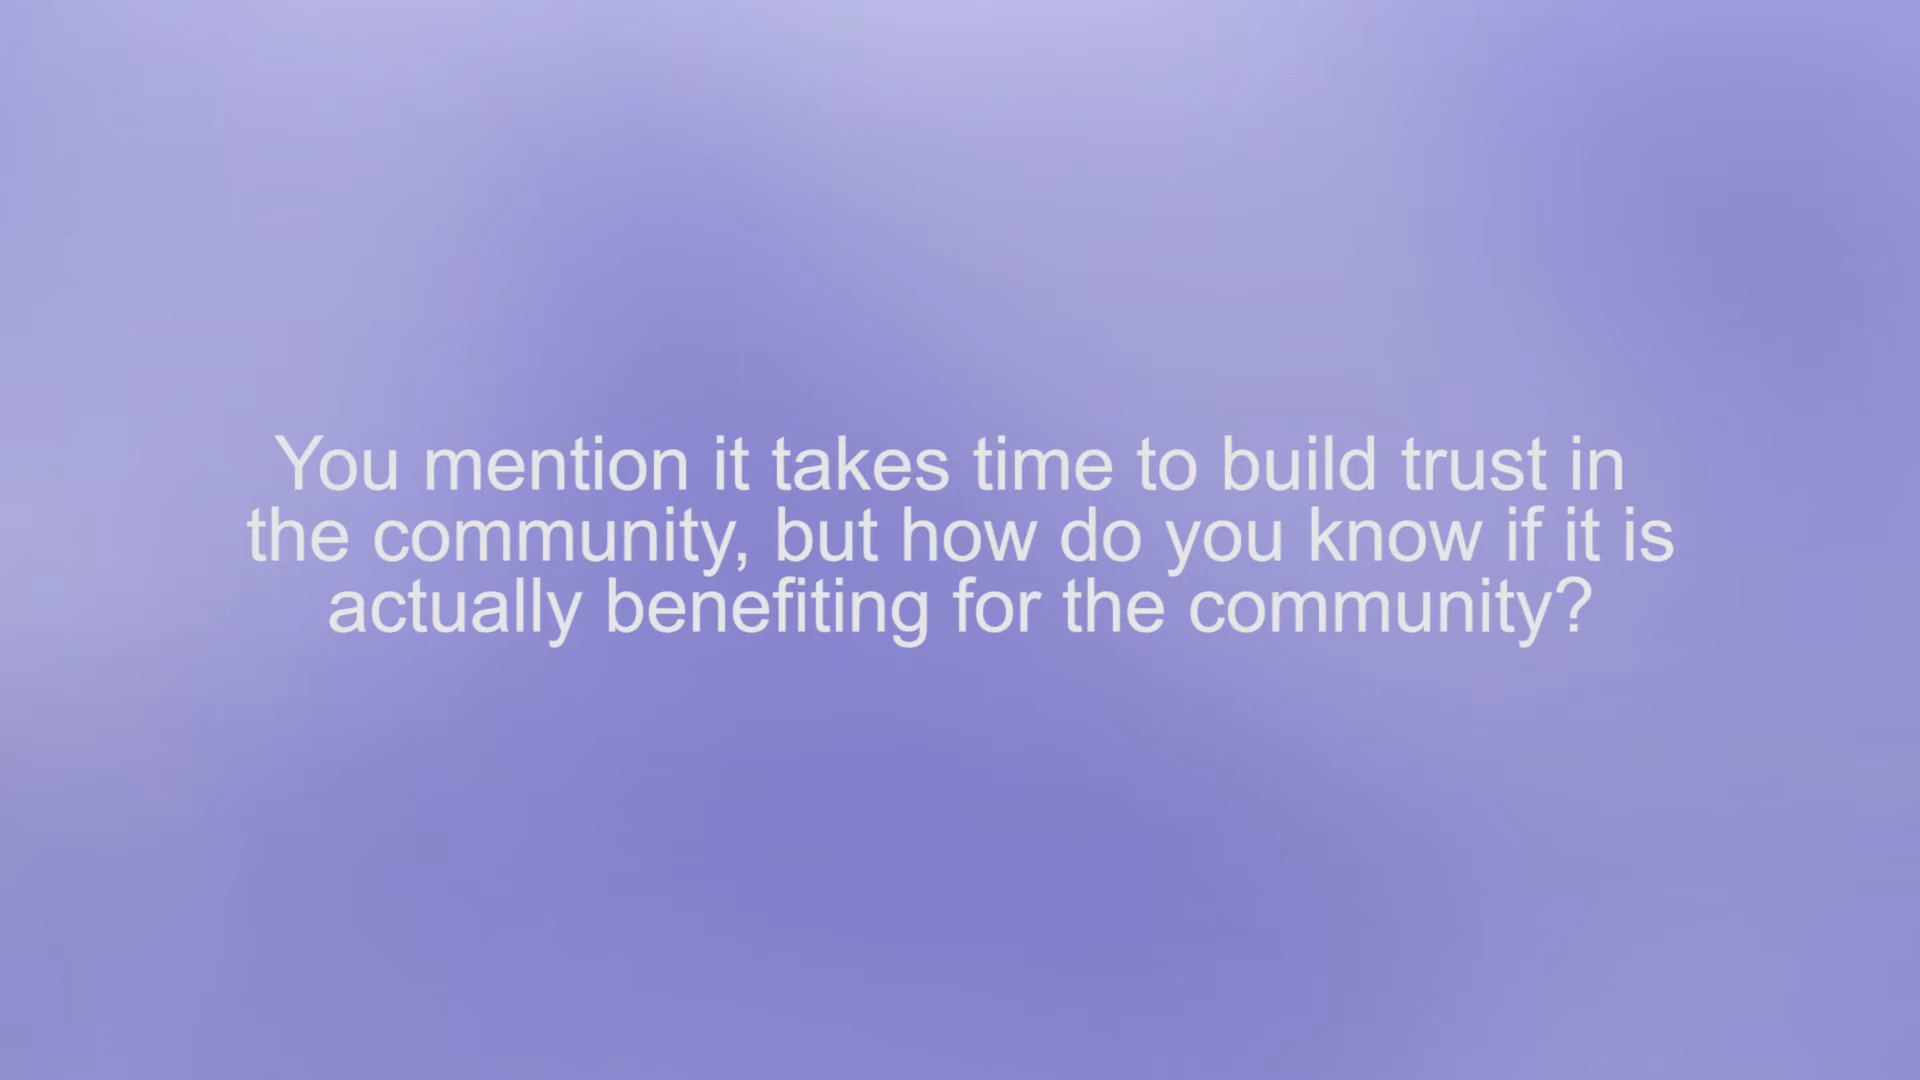 You mention it takes time to build trust in
the community, but how do you know if it is
actually benefiting for the community?